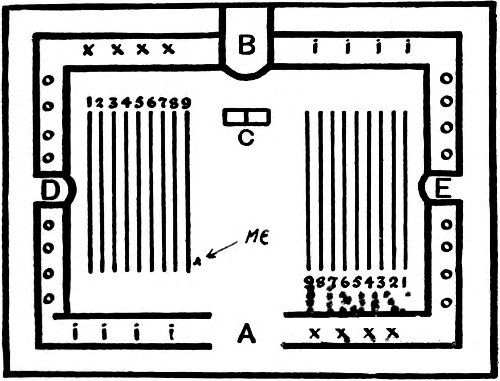 x x x x B i i i i
1 2 3 4 5 6 7 8 9
C
D E
ME
9 8 7 6 5 4 3 2 1
i i i i A x x x x